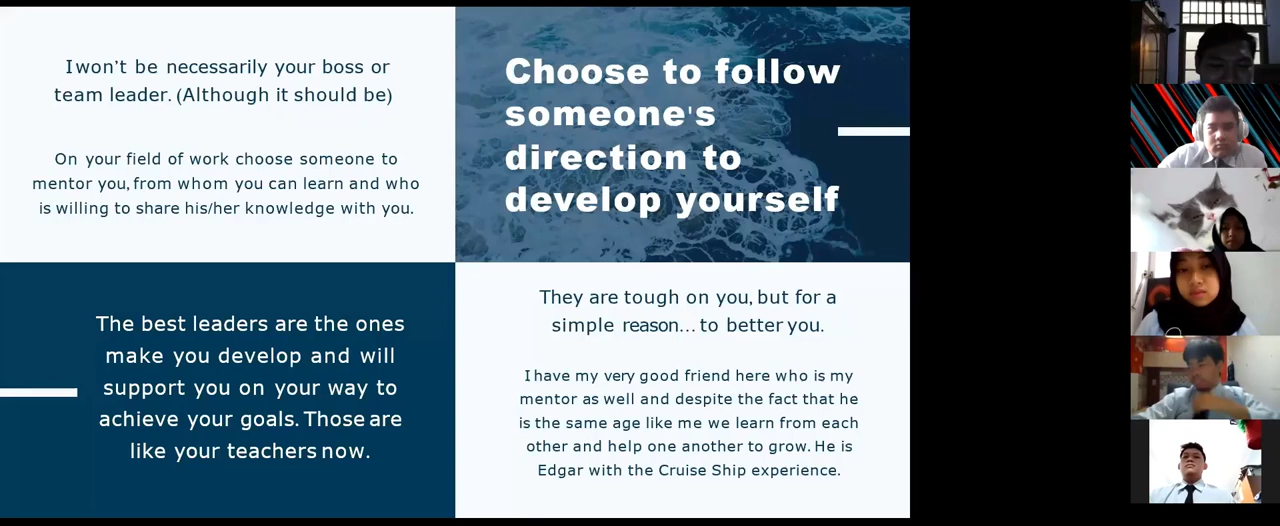 I won't be necessarily your boss or
team leader. (Although it should be)
On your field of work choose someone to
mentor you, from whom you can learn and who
is willing to share his/her knowledge with you.
Choose to follow
someone's
direction to
develop yourself
The best leaders are the ones
make you develop and will
support you on your way to
achieve your goals. Those are
like your teachers now.
They are tough on you, but for a
simple reason... to better you.
I have my very good friend here who is my
mentor as well and despite the fact that he
is the same age like me we learn from each
other and help one another to grow. He is
Edgar with the Cruise Ship experience.